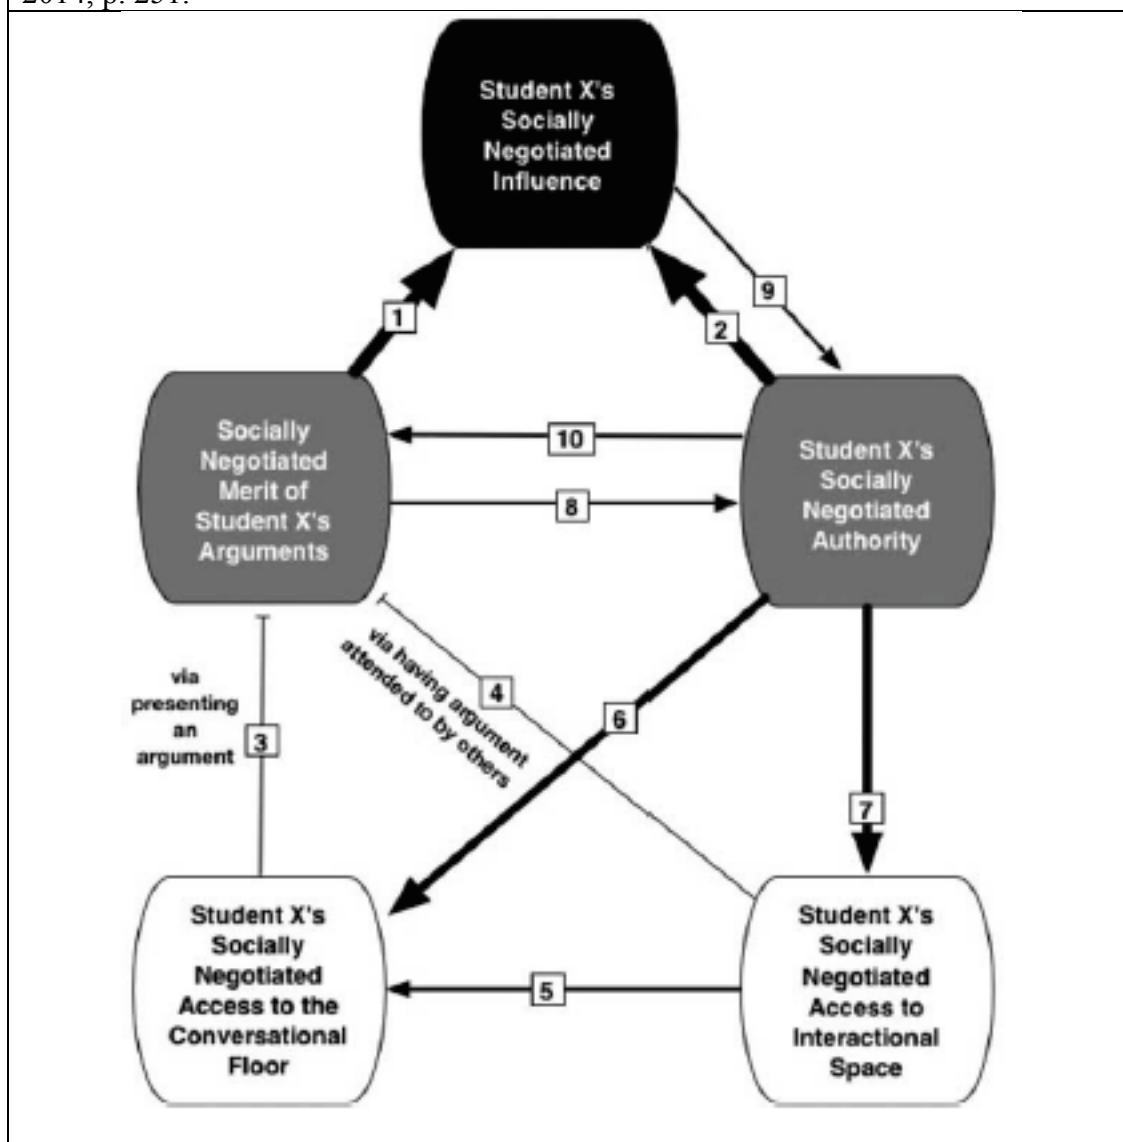 2014, p. 251.
Student X's
Socially
Negotiated
Influence
9
1
2
Socially
Negotiated
Merit of
Student X's
Arguments
10
8
Student X's
Socially
Negotiated
Authority
via
presenting
an
argument
3
via having argument
attended to by others
4
6
7
Student X's
Socially
Negotiated
Access to the
Conversational
Floor
5
Student X's
Socially
Negotiated
Access to
Interactional
Space